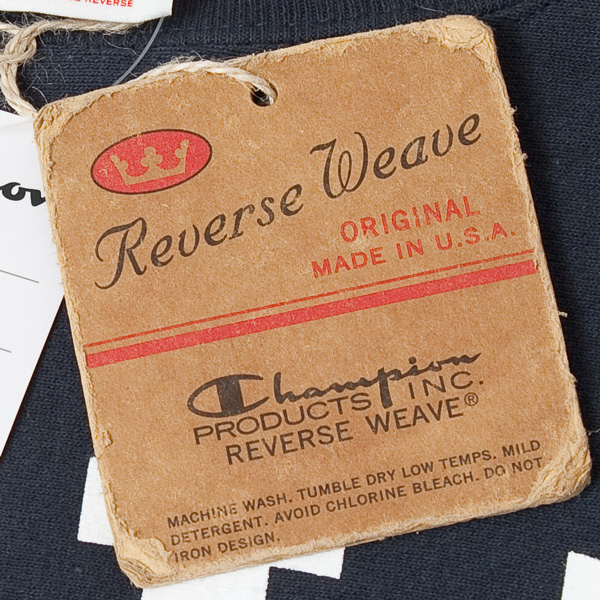 REVERSE
Reverse Weave
ORIGINAL
MADE IN U.S.A.
Champion
PRODUCTS INC.
REVERSE WEAVE®
MACHINE WASH. TUMBLE DRY LOW TEMPS. MILD
DETERGENT. AVOID CHLORINE BLEACH. DO NOT
IRON DESIGN.